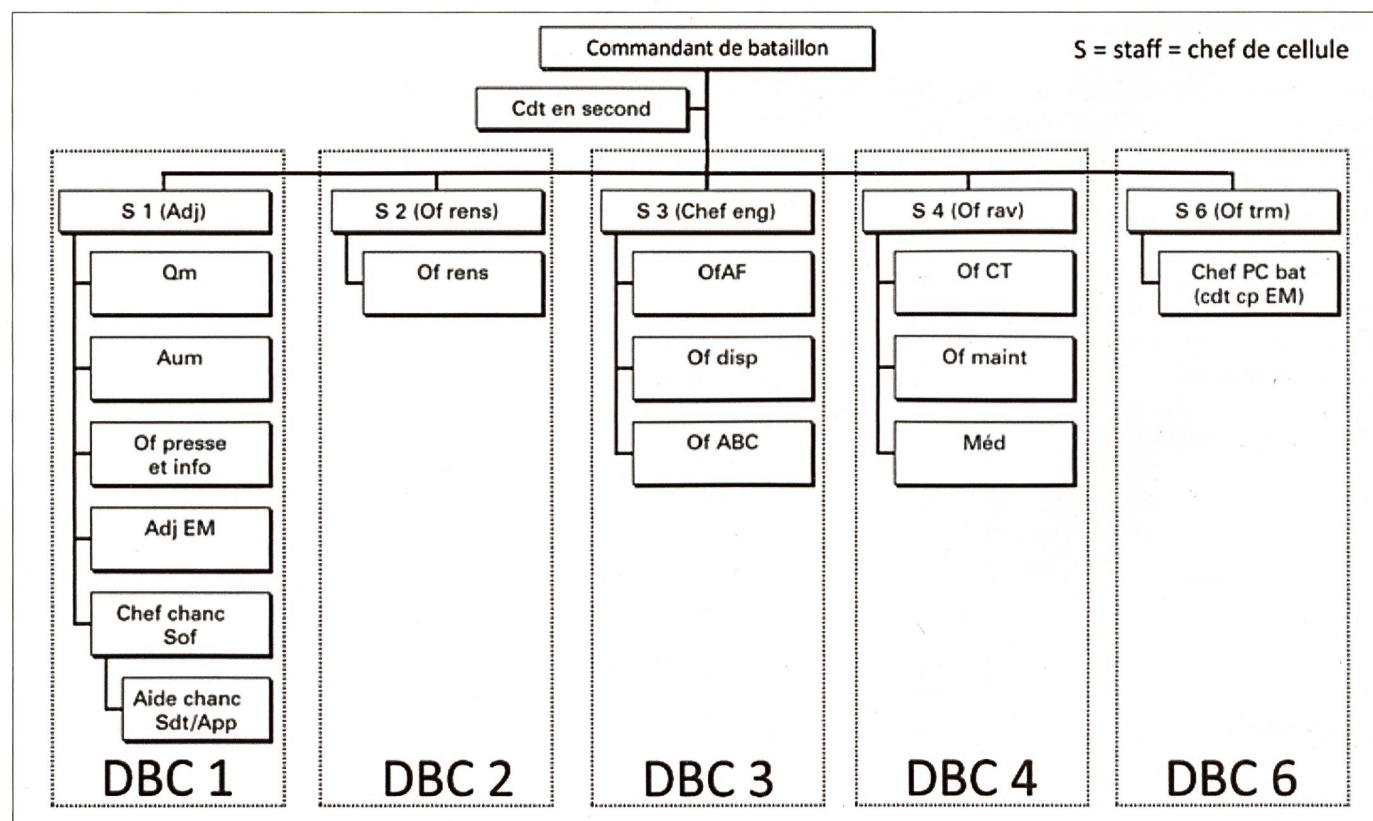 Commandant de bataillon
S = staff = chef de cellule
Cdt en second
S 1 (Adj)
Qm
Aum
Of presse
et info
Adj EM
Chef chanc
Sof
Aide chanc
Sdt/App
DBC 1
S 2 (Of rens)
Of rens
DBC 2
S 3 (Chef eng)
OfAF
Of disp
Of ABC
DBC 3
S 4 (Of rav)
Of CT
Of maint
Méd
DBC 4
S 6 (Of trm)
Chef PC bat
(cdt cp EM)
DBC 6